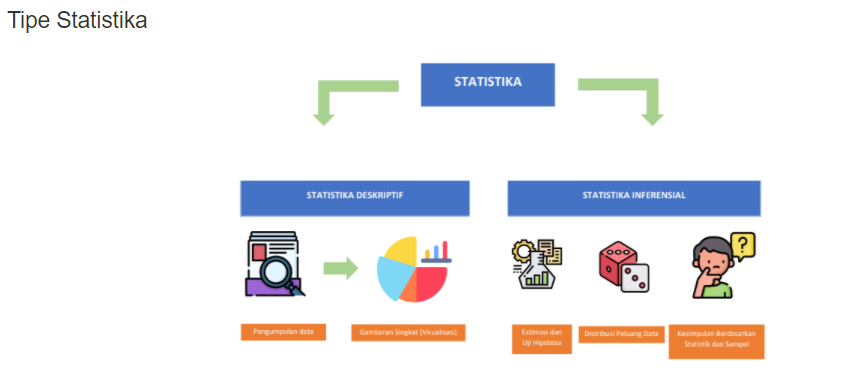 Tipe Statistika
STATISTIKA
STATISTIKA DESKRIPTIF
STATISTIKA INFERENSIAL
?
Pengumpulan data
Gambaran Singkat (Visualisasi)
Estimasi dan
Uji Hipotesa
Distribusi Peluang Data
Kesimpulan Berdasarkan
Statistik dan Sampel